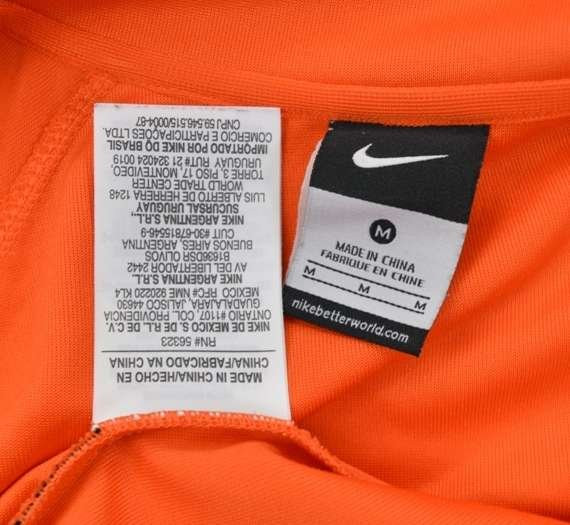 MADE IN CHINA/HECHO EN
CHINA/FABRICADO NA CHINA
RN# 56323
NIKE DE MEXICO S. DE R.L. DE C.V.
ONTARIO #1107, COL. PROVIDENCIA
GUADALAJARA, JALISCO, 44630
MEXICO RFC# NME 920220 KL4
NIKE ARGENTINA S.R.L.
AV DEL LIBERTADOR 2442
B1636DSR OLIVOS
BUENOS AIRES, ARGENTINA
CUIT #30-67815546-9
NIKE ARGENTINA S.R.L.
SUCURSAL URUGUAY
LUIS ALBERTO DE HERRERA 1248
WORLD TRADE CENTER
TORRE 3, PISO 17, MONTEVIDEO,
URUGUAY. RUT# 21 324024 0019.
IMPORTADO POR NIKE DO BRASIL
COMERCIO E PARTICIPACOES LTDA
CNPJ 59.546.515/0004-87
M
MADE IN CHINA
FABRIQUE EN CHINE
M M M
nikebetterworld.com